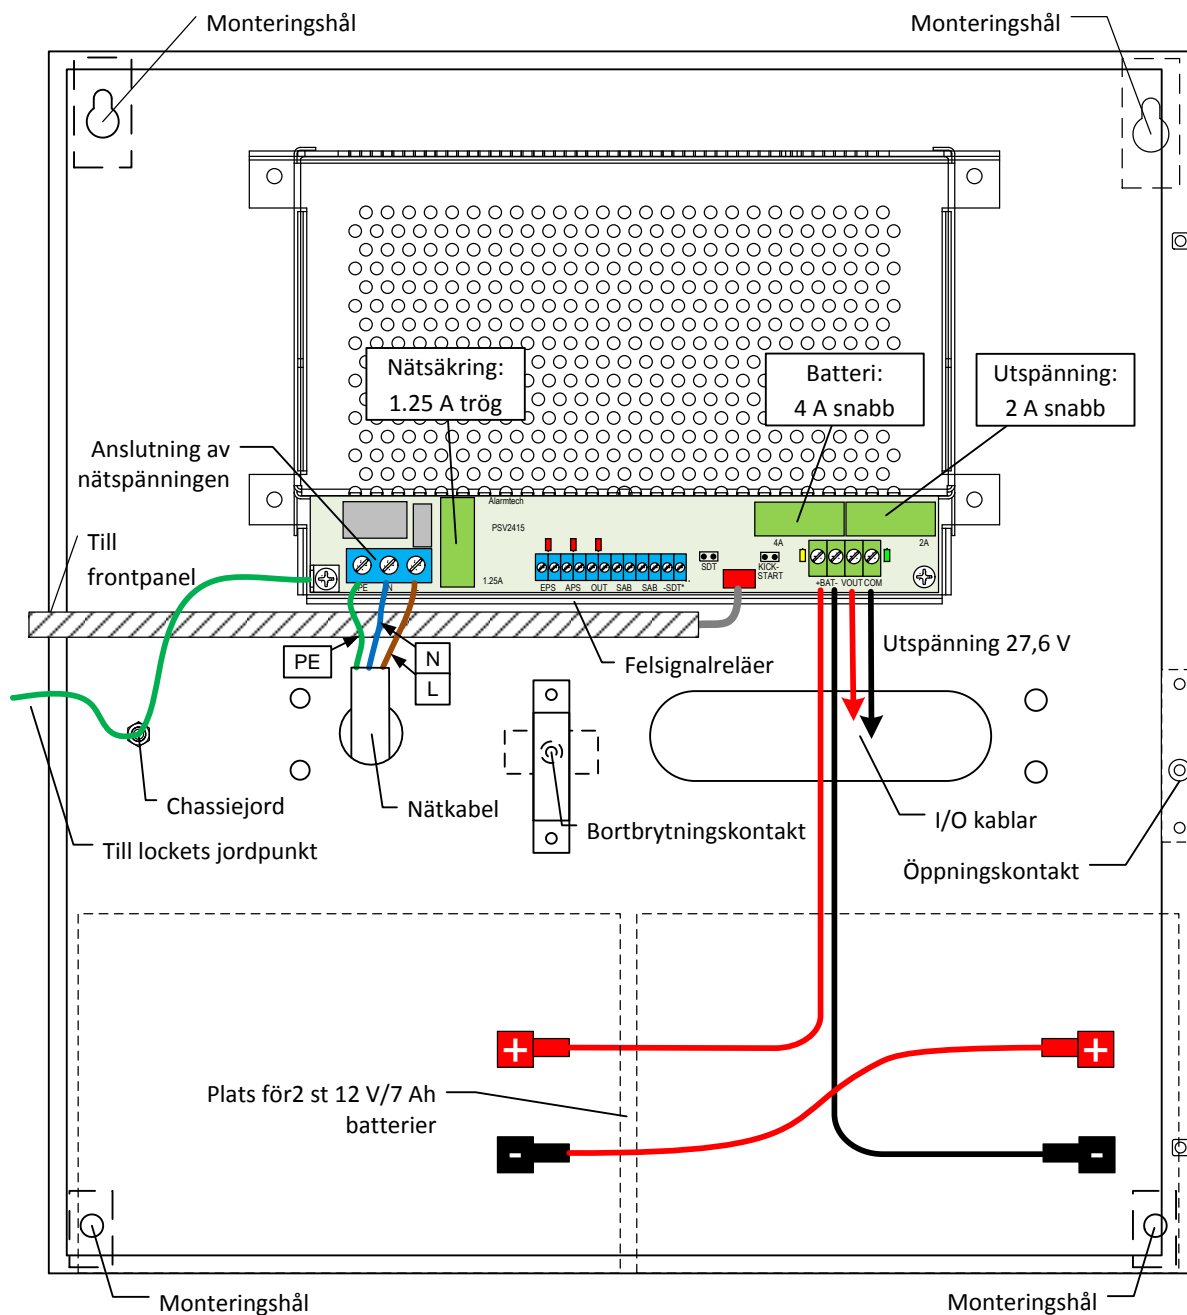 Monteringshål
Monteringshål
Nätsäkring:
1.25 A trög
Batteri:
4 A snabb
Utspänning:
2 A snabb
Anslutning av
nätspänningen
Alarmtech
PSV2415
Till
frontpanel
1.25A
4A
2A
SDT
KICK-
START
PE
N
EPS APS OUT SAB SAB -SDT*
+BAT- VOUT COM
PE
N
L
Felsignalreläer
Utspänning 27,6 V
Chassiejord
Nätkabel
Bortbrytningskontakt
I/O kablar
Till lockets jordpunkt
Öppningskontakt
+
+
Plats för2 st 12 V/7 Ah
batterier
-
-
Monteringshål
Monteringshål